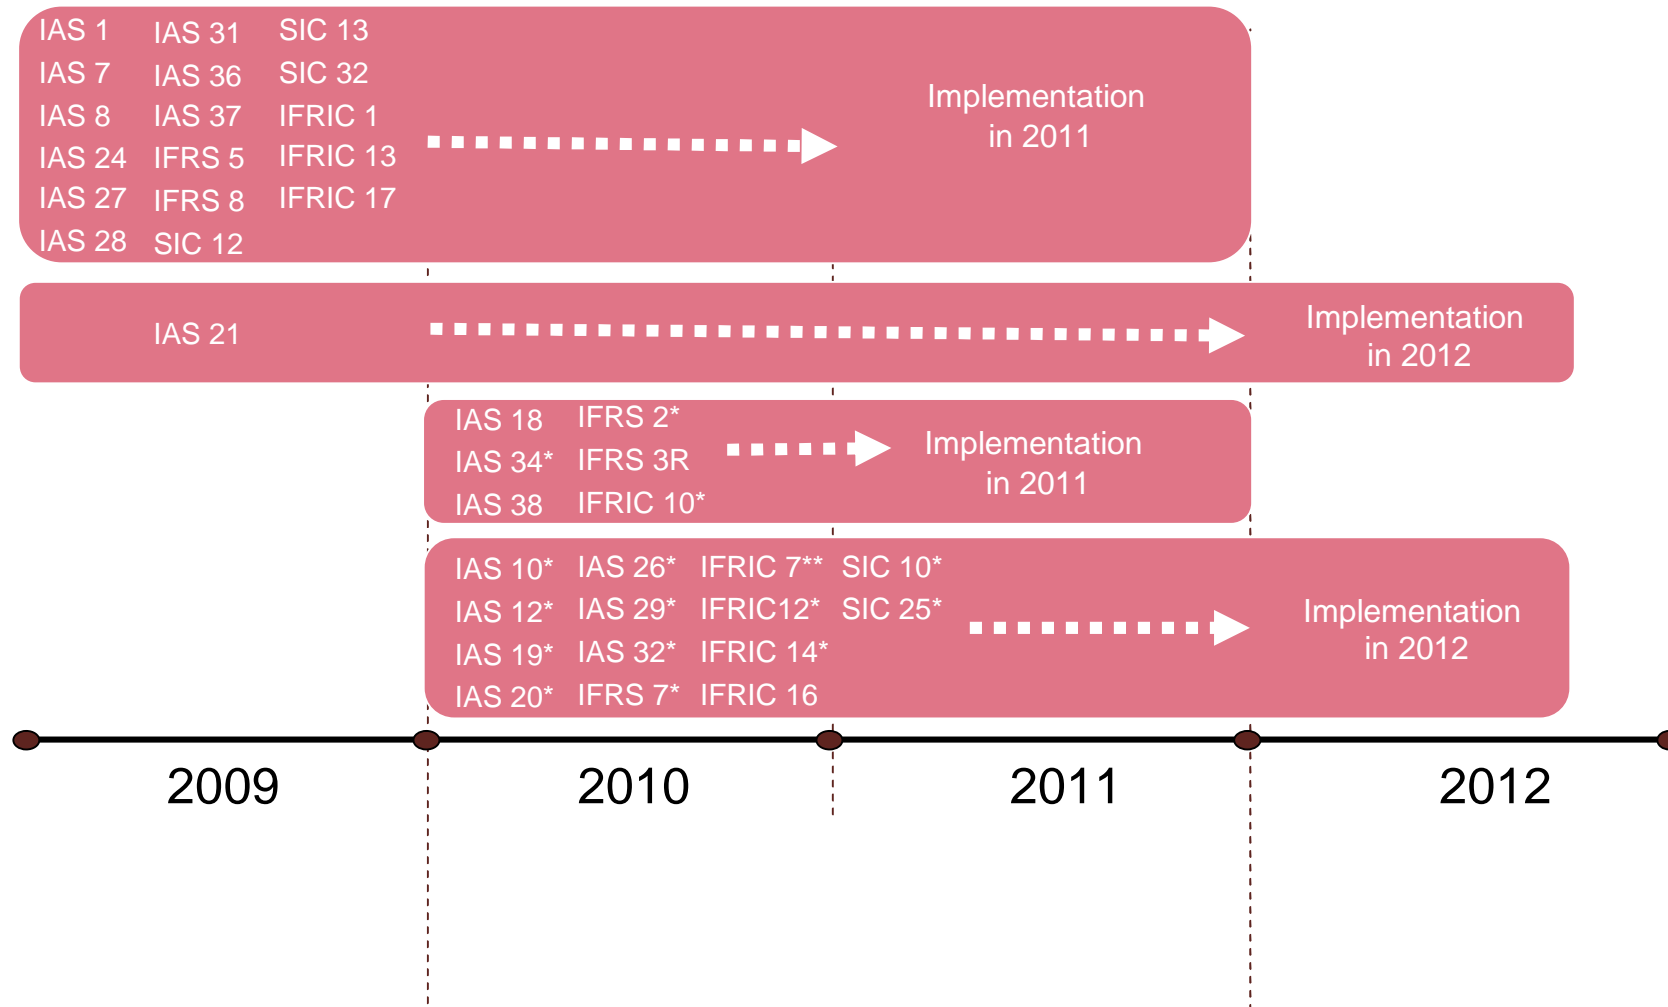 IAS 1 IAS 31 SIC 13
IAS 7 IAS 36 SIC 32
IAS 8 IAS 37 IFRIC 1
IAS 24 IFRS 5 IFRIC 13
IAS 27 IFRS 8 IFRIC 17
IAS 28 SIC 12
Implementation
in 2011
IAS 21
Implementation
in 2012
IAS 18 IFRS 2*
IAS 34* IFRS 3R
IAS 38 IFRIC 10*
Implementation
in 2011
IAS 10* IAS 26* IFRIC 7** SIC 10*
IAS 12* IAS 29* IFRIC12* SIC 25*
IAS 19* IAS 32* IFRIC 14*
IAS 20* IFRS 7* IFRIC 16
Implementation
in 2012
2009 2010 2011 2012